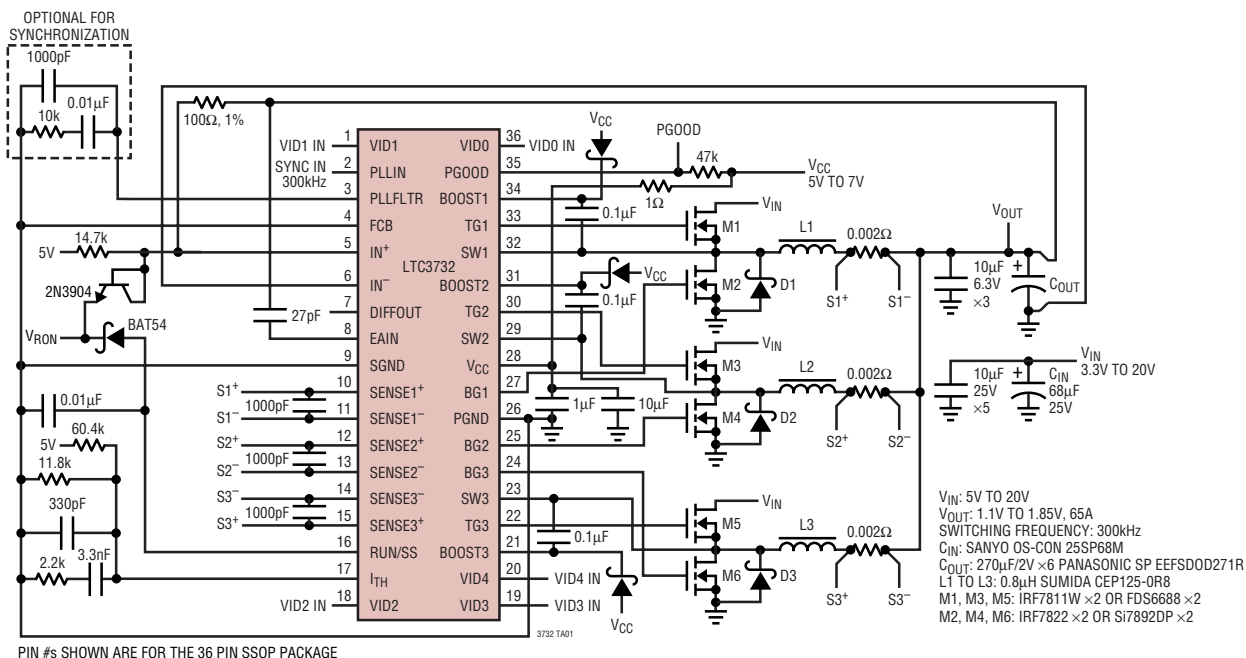 OPTIONAL FOR
SYNCHRONIZATION
1000pF
10k
0.01µF
100Ω, 1%
VID1 IN
SYNC IN
300kHz
5V
14.7k
2N3904
BAT54
VRON
27pF
S1+
1000pF
S1–
S2+
1000pF
S2–
S3–
1000pF
S3+
0.01µF
5V
60.4k
11.8k
330pF
2.2k
3.3nF
VID2 IN
1 VID1
2 PLLIN
3 PLLFLTR
4 FCB
5 IN+
6 IN–
7 DIFFOUT
8 EAIN
9 SGND
10 SENSE1+
11 SENSE1–
12 SENSE2+
13 SENSE2–
14 SENSE3–
15 SENSE3+
16 RUN/SS
17 ITH
18 VID2
LTC3732
VID0 36
PGOOD 35
BOOST1 34
TG1 33
SW1 32
BOOST2 31
TG2 30
SW2 29
VCC 28
BG1 27
PGND 26
BG2 25
BG3 24
SW3 23
TG3 22
BOOST3 21
VID4 20
VID3 19
VID0 IN
VCC
PGOOD
47k
VCC
5V TO 7V
1Ω
0.1µF
VIN
M1
L1
0.002Ω
VOUT
VCC
0.1µF
M2
D1
S1+
S1–
10µF
6.3V
×3
+
COUT
VIN
M3
L2
0.002Ω
1µF
10µF
M4
D2
S2+
S2–
10µF
25V
×5
+
CIN
68µF
25V
VIN
3.3V TO 20V
VIN
M5
L3
0.002Ω
0.1µF
M6
D3
S3+
S3–
VID4 IN
VID3 IN
VCC
3732 TA01
VIN: 5V TO 20V
VOUT: 1.1V TO 1.85V, 65A
SWITCHING FREQUENCY: 300kHz
CIN: SANYO OS-CON 25SP68M
COUT: 270µF/2V ×6 PANASONIC SP EEFSDOD271R
L1 TO L3: 0.8µH SUMIDA CEP125-0R8
M1, M3, M5: IRF7811W ×2 OR FDS6688 ×2
M2, M4, M6: IRF7822 ×2 OR Si7892DP ×2
PIN #s SHOWN ARE FOR THE 36 PIN SSOP PACKAGE